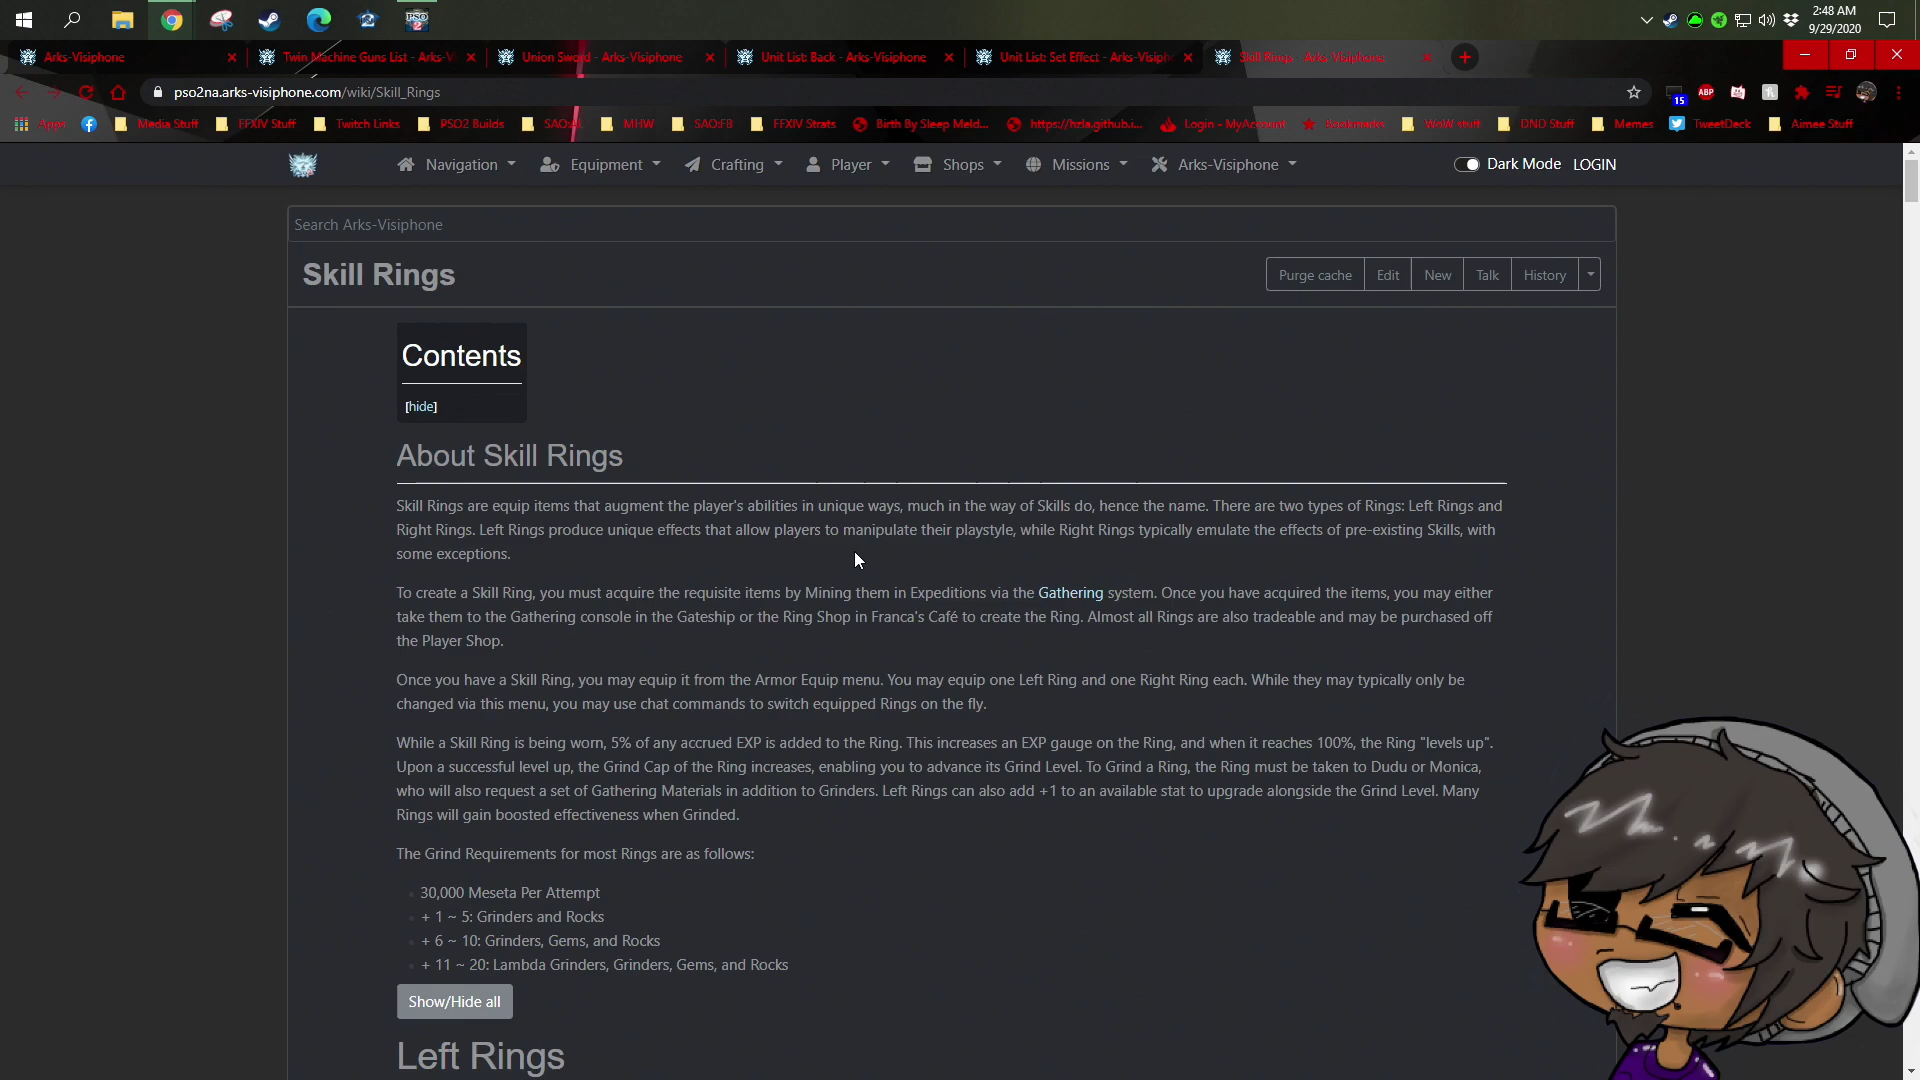 2:48 AM
9/29/2020
Arks-Visiphone
Twin Machine Guns List - Arks-V
Union Sword - Arks-Visiphone
Unit List: Back - Arks-Visiphone
Unit List: Set Effect - Arks-Visiph
Skill Rings - Arks-Visiphone
pso2na.arks-visiphone.com/wiki/Skill_Rings
15
ABP
Apps
Media Stuff
FFXIV Stuff
Twitch Links
PSO2 Builds
MHW
SAO:FB
FFXIV Strats
Birth By Sleep Meld...
https://hzla.github.i...
Login - MyAccount
Bookmarks
WoW stuff
DND Stuff
Memes
TweetDeck
Aimee Stuff
Navigation
Equipment
Crafting
Player
Shops
Missions
Arks-Visiphone
Dark Mode
LOGIN
Search Arks-Visiphone
Skill Rings
Purge cache
Edit
New
Talk
History
Contents
[hide]
About Skill Rings
Skill Rings are equip items that augment the player's abilities in unique ways, much in the way of Skills do, hence the name. There are two types of Rings: Left Rings and
Right Rings. Left Rings produce unique effects that allow players to manipulate their playstyle, while Right Rings typically emulate the effects of pre-existing Skills, with
some exceptions.
To create a Skill Ring, you must acquire the requisite items by Mining them in Expeditions via the Gathering system. Once you have acquired the items, you may either
take them to the Gathering console in the Gateship or the Ring Shop in Franca's Café to create the Ring. Almost all Rings are also tradeable and may be purchased off
the Player Shop.
Once you have a Skill Ring, you may equip it from the Armor Equip menu. You may equip one Left Ring and one Right Ring each. While they may typically only be
changed via this menu, you may use chat commands to switch equipped Rings on the fly.
While a Skill Ring is being worn, 5% of any accrued EXP is added to the Ring. This increases an EXP gauge on the Ring, and when it reaches 100%, the Ring "levels up".
Upon a successful level up, the Grind Cap of the Ring increases, enabling you to advance its Grind Level. To Grind a Ring, the Ring must be taken to Dudu or Monica,
who will also request a set of Gathering Materials in addition to Grinders. Left Rings can also add +1 to an available stat to upgrade alongside the Grind Level. Many
Rings will gain boosted effectiveness when Grinded.
The Grind Requirements for most Rings are as follows:
30,000 Meseta Per Attempt
+ 1 ~ 5: Grinders and Rocks
+ 6 ~ 10: Grinders, Gems, and Rocks
+ 11 ~ 20: Lambda Grinders, Grinders, Gems, and Rocks
Show/Hide all
Left Rings